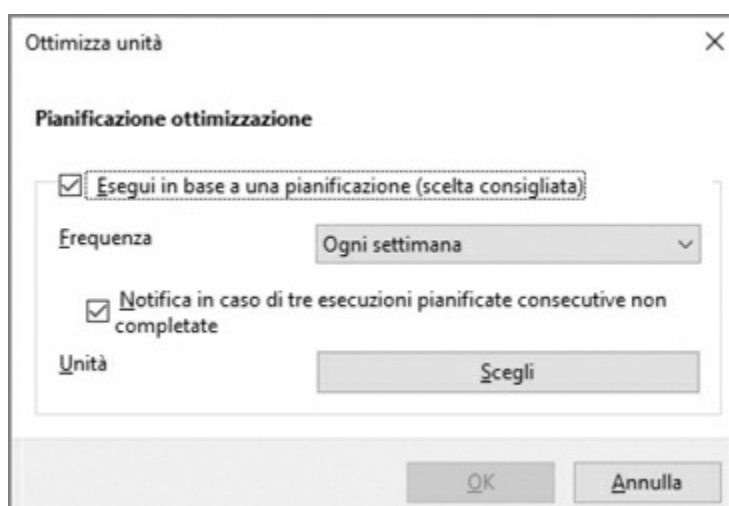 Ottimizza unità
Pianificazione ottimizzazione
Esegui in base a una pianificazione (scelta consigliata)
Frequenza
Ogni settimana
Notifica in caso di tre esecuzioni pianificate consecutive non
completate
Unità
Scegli
OK
Annulla